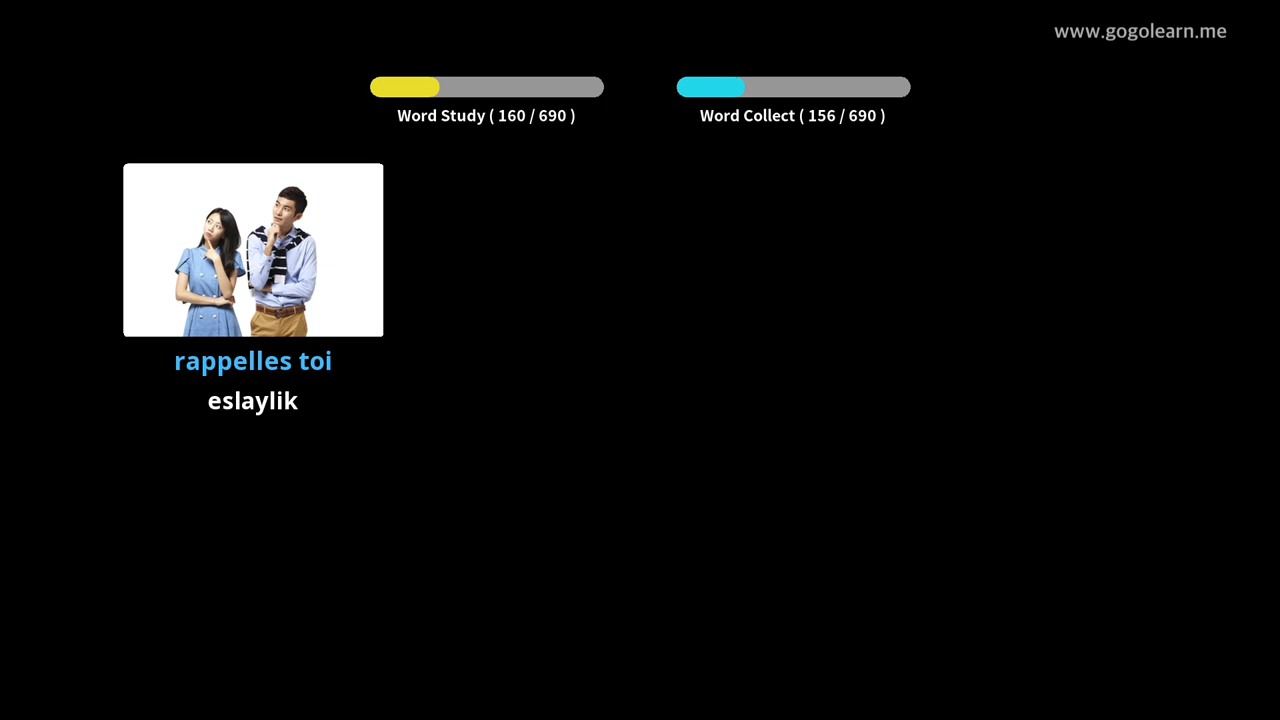 www.gogolearn.me
Word Study ( 160 / 690 )
Word Collect ( 156 / 690 )
rappelles toi
eslaylik